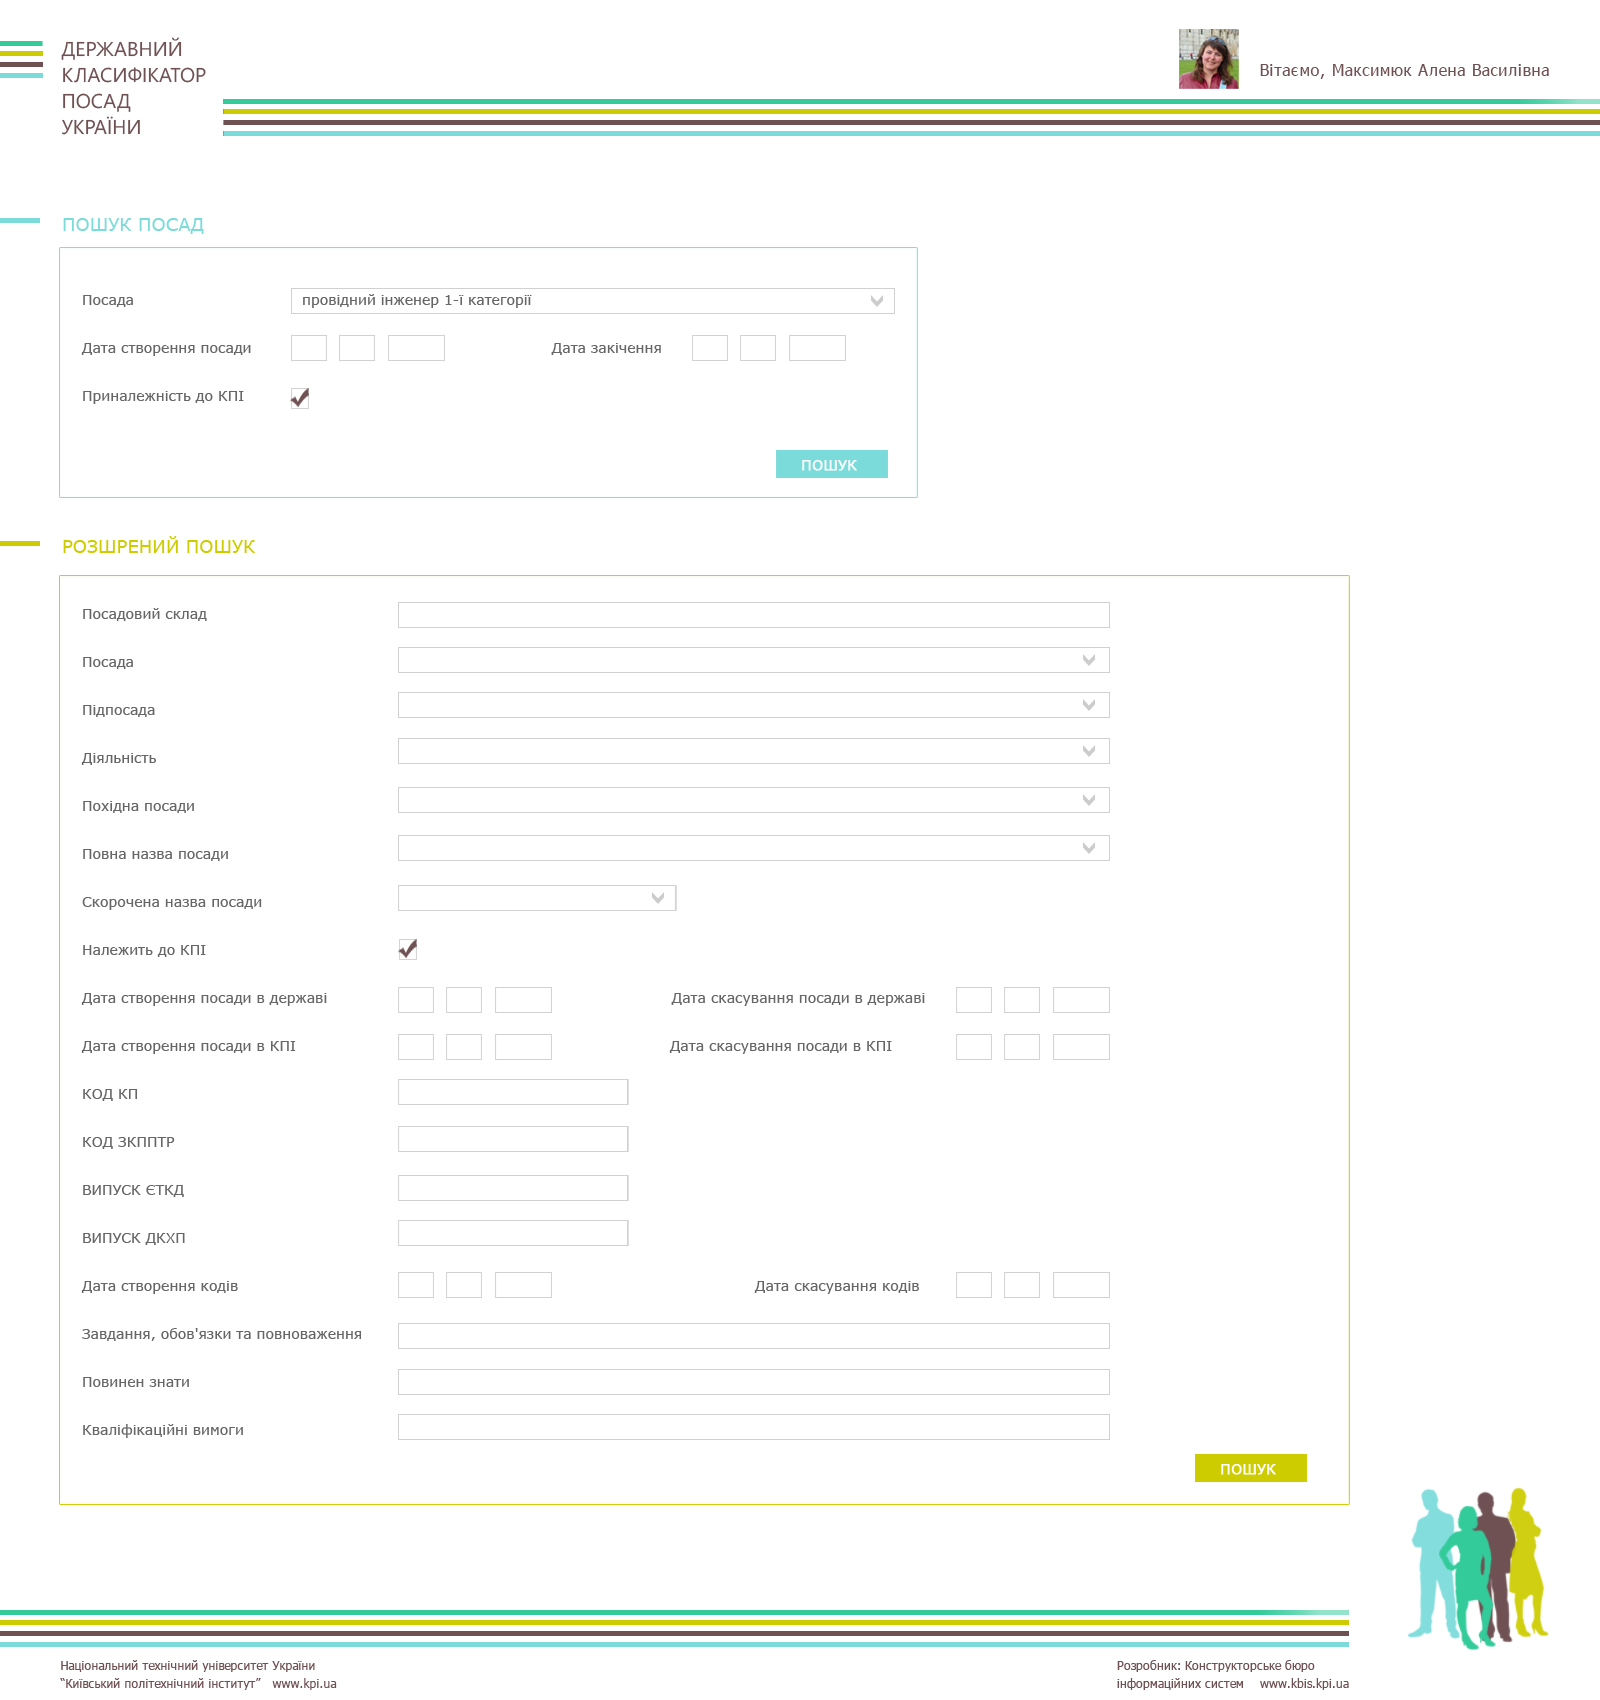 ДЕРЖАВНИЙ
КЛАСИФІКАТОР
ПОСАД
УКРАЇНИ
Вітаємо, Максимюк Алена Василівна
ПОШУК ПОСАД
Посада провідний інженер 1-ї категорії
Дата створення посади Дата закічення
Приналежність до КПІ
ПОШУК
РОЗШРЕНИЙ ПОШУК
Посадовий склад
Посада
Підпосада
Діяльність
Похідна посади
Повна назва посади
Скорочена назва посади
Належить до КПІ
Дата створення посади в державі Дата скасування посади в державі
Дата створення посади в КПІ Дата скасування посади в КПІ
КОД КП
КОД ЗКППТР
ВИПУСК ЄТКД
ВИПУСК ДКХП
Дата створення кодів Дата скасування кодів
Завдання, обов'язки та повноваження
Повинен знати
Кваліфікаційні вимоги
ПОШУК
Національний технічний університет України
“Київський політехнічний інститут” www.kpi.ua
Розробник: Конструкторське бюро
інформаційних систем www.kbis.kpi.ua